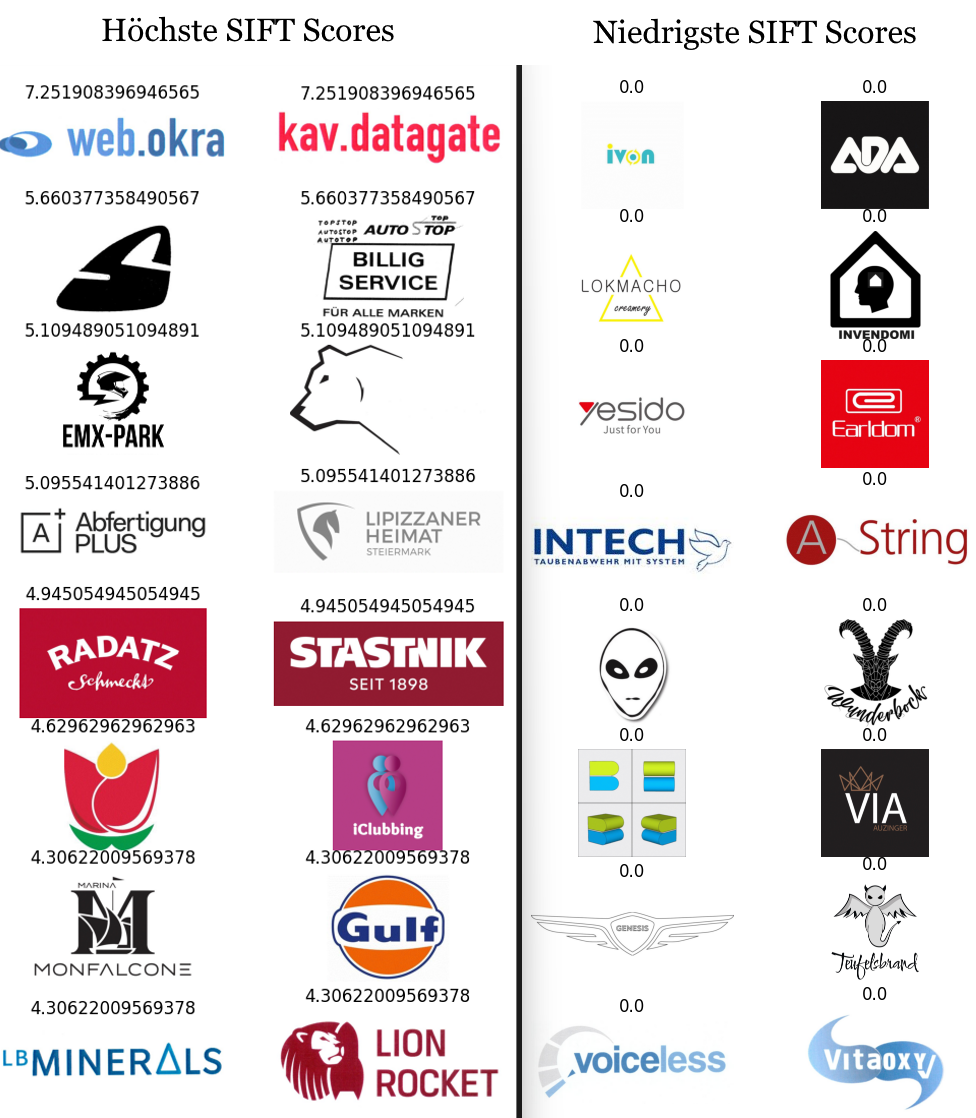 Höchste SIFT Scores
7.251908396946565
7.251908396946565
web.okra
kav.datagate
5.660377358490567
5.660377358490567
TOPSTOP
AUTOSTOP
AUTOTOP
AUTO STOP
TOP
BILLIG
SERVICE
FÜR ALLE MARKEN
5.109489051094891
5.109489051094891
EMX-PARK
5.095541401273886
5.095541401273886
A+
Abfertigung
PLUS
LIPIZZANER
HEIMAT
STEIERMARK
4.945054945054945
4.945054945054945
RADATZ
Schmeckt
STASTNIK
SEIT 1898
4.62962962962963
4.62962962962963
iClubbing
4.30622009569378
4.30622009569378
MARINA
M
MONFALCONE
Gulf
4.30622009569378
4.30622009569378
LB MINERALS
LION
ROCKET
Niedrigste SIFT Scores
0.0
0.0
ivon
ADA
0.0
0.0
LOKMACHO
creamery
INVENDOMI
0.0
0.0
yesido
Just for You
Earldom®
0.0
0.0
INTECH
TAUBENABWEHR MIT SYSTEM
A String
0.0
0.0
Wunderbocks
0.0
0.0
VIA
AUZINGER
0.0
0.0
GENESIS
Teufelsbrand
0.0
0.0
voiceless
Vitaoxy